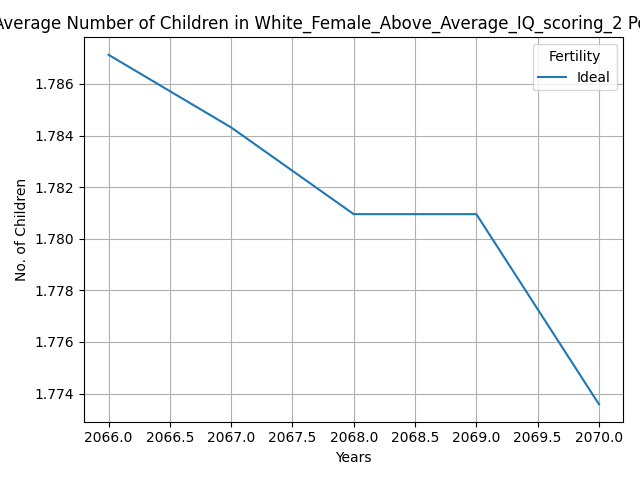 Average Number of Children in White_Female_Above_Average_IQ_scoring_2
Fertility
Ideal
No. of Children
1.786
1.784
1.782
1.780
1.778
1.776
1.774
2066.0 2066.5 2067.0 2067.5 2068.0 2068.5 2069.0 2069.5 2070.0
Years